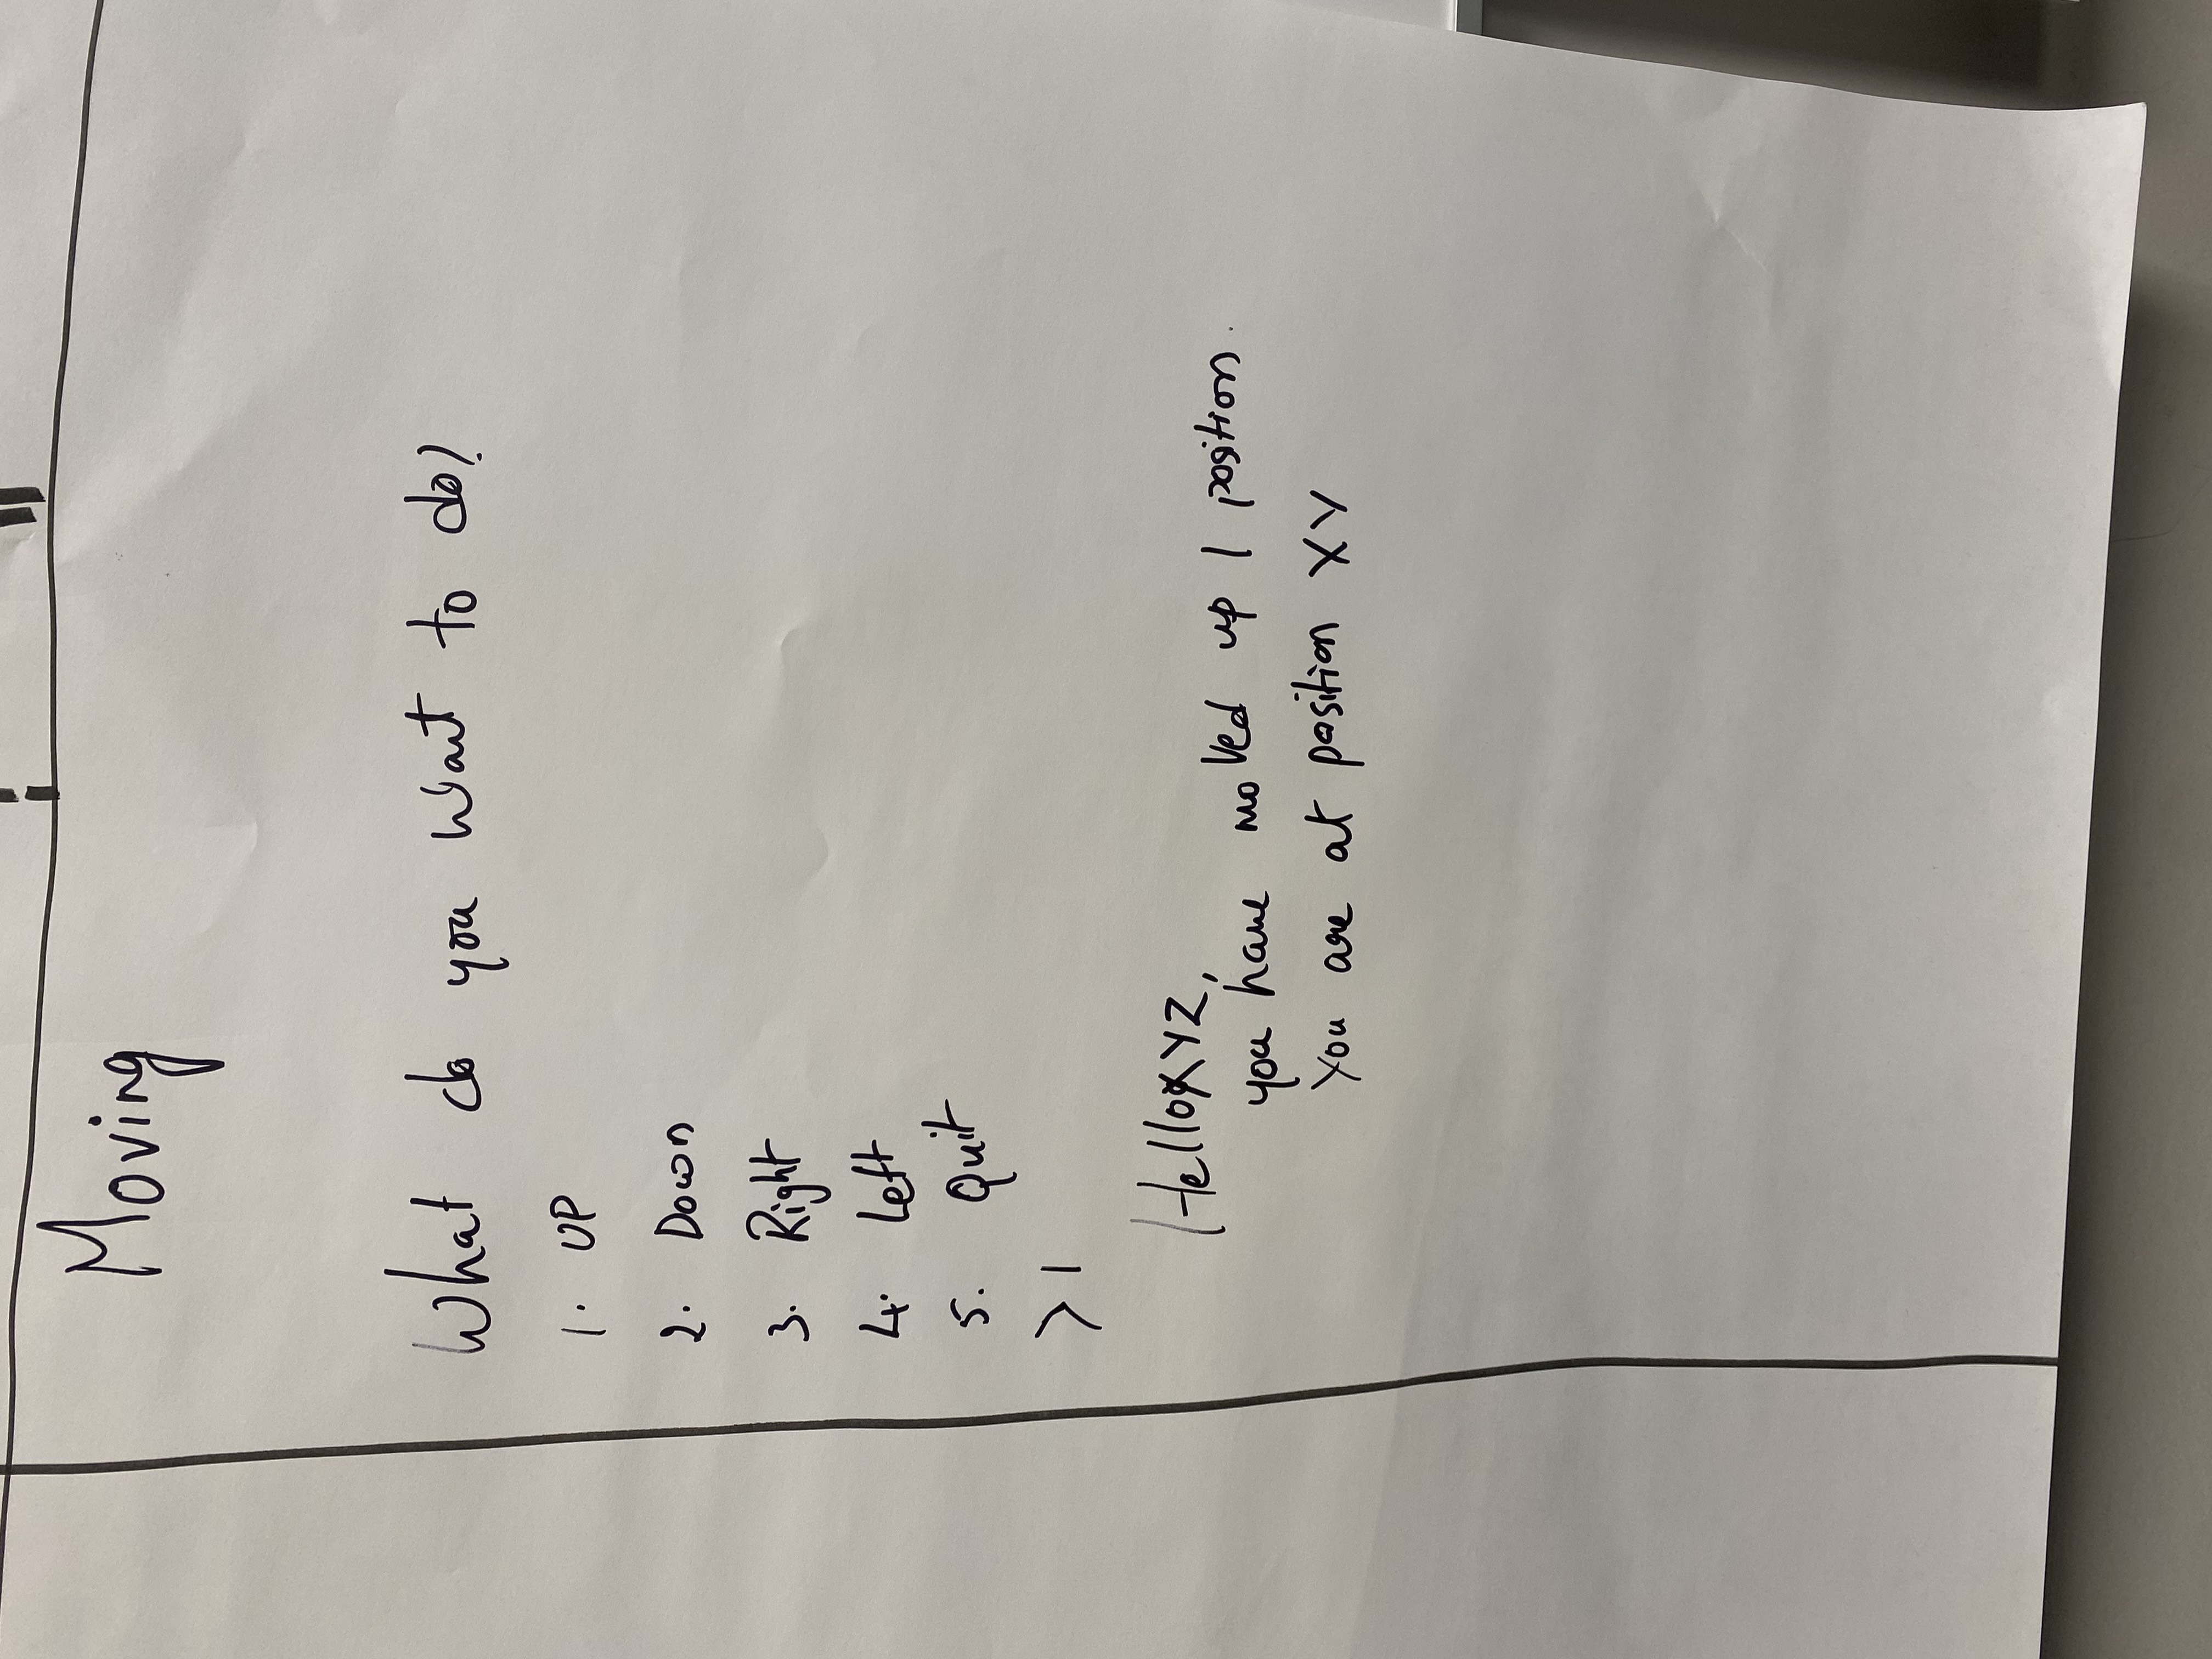 Moving
What do you want to do?
1. UP
2. Down
3. Right
4. Left
5. Quit
> 1
Hello XYZ,
you have moved up 1 position.
You are at position XY